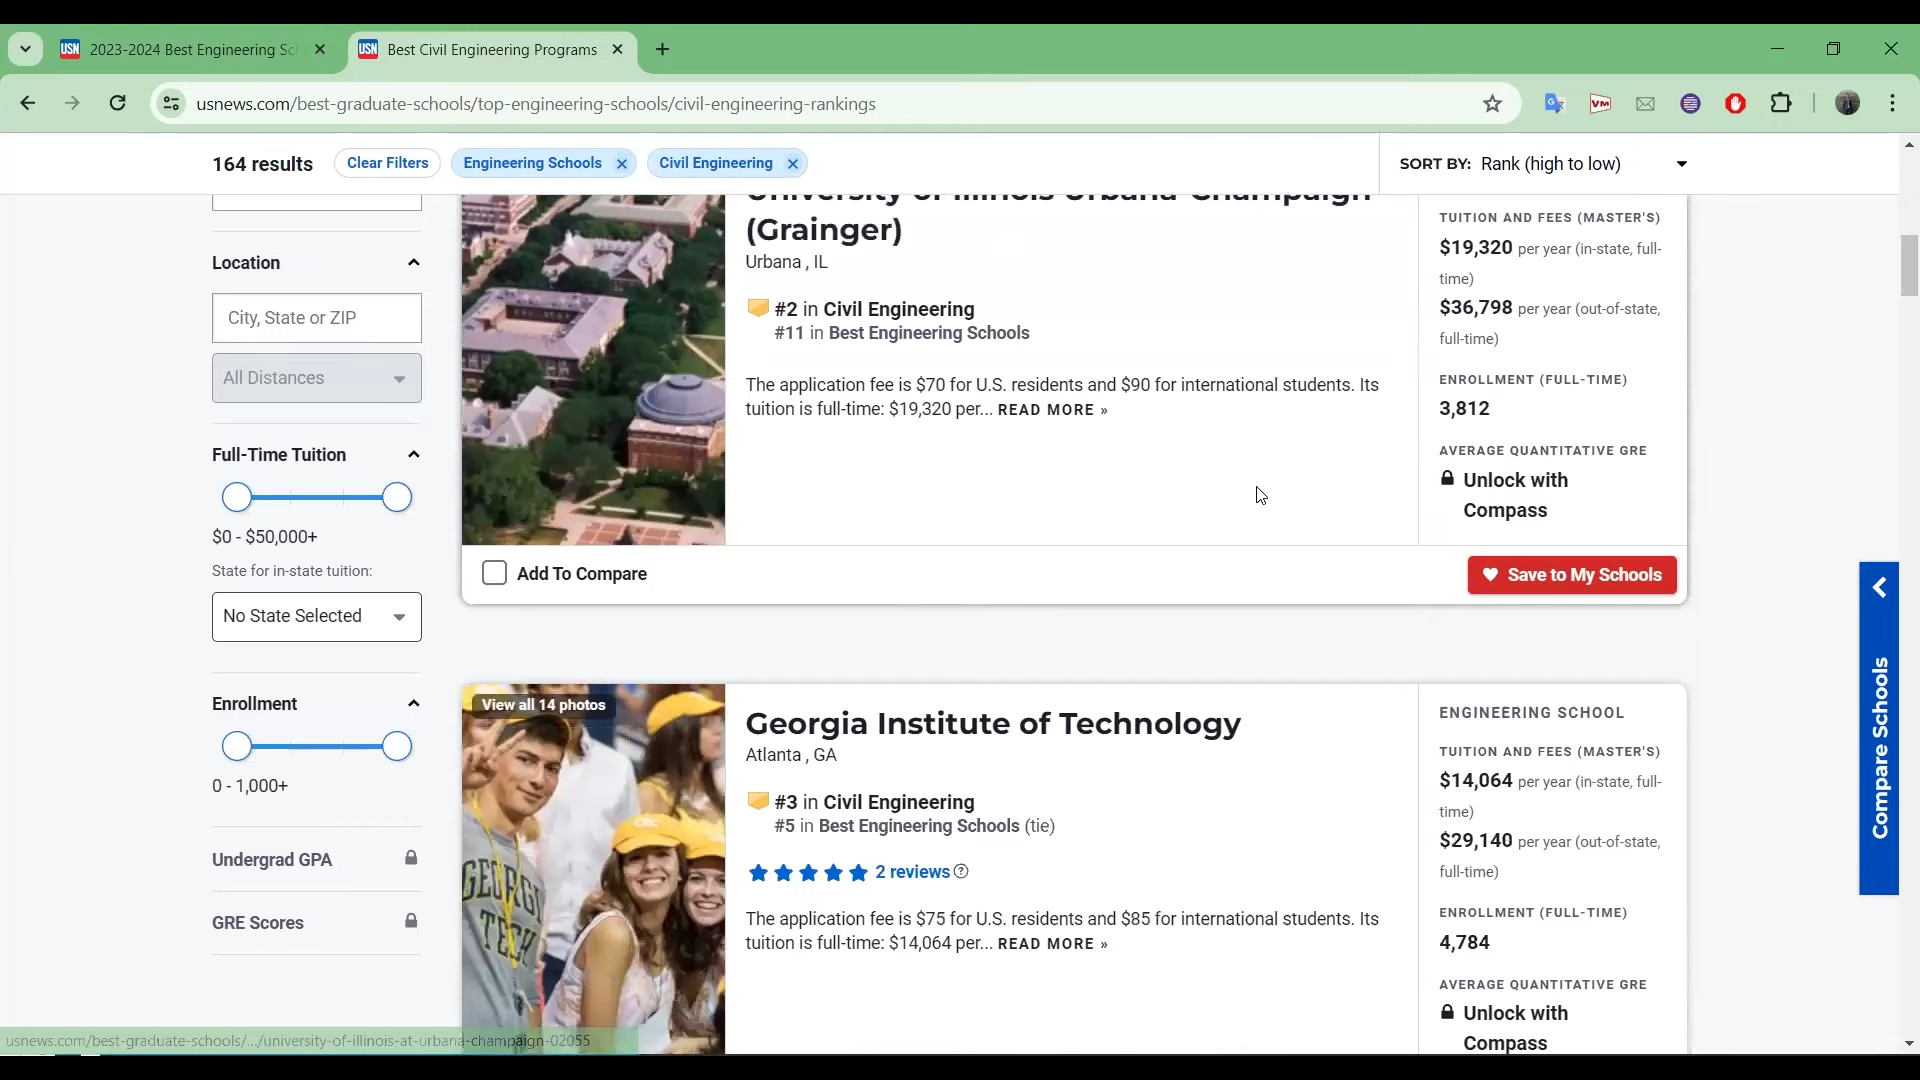 2023-2024 Best Engineering Sc
Best Civil Engineering Programs
usnews.com/best-graduate-schools/top-engineering-schools/civil-engineering-rankings
164 results
Clear Filters
Engineering Schools
Civil Engineering
SORT BY: Rank (high to low)
Location
City, State or ZIP
All Distances
Full-Time Tuition
$0 - $50,000+
State for in-state tuition:
No State Selected
Enrollment
0 - 1,000+
Undergrad GPA
GRE Scores
University of Illinois Urbana-Champaign
(Grainger)
Urbana , IL
#2 in Civil Engineering
#11 in Best Engineering Schools
The application fee is $70 for U.S. residents and $90 for international students. Its
tuition is full-time: $19,320 per... READ MORE »
TUITION AND FEES (MASTER'S)
$19,320 per year (in-state, full-
time)
$36,798 per year (out-of-state,
full-time)
ENROLLMENT (FULL-TIME)
3,812
AVERAGE QUANTITATIVE GRE
Unlock with
Compass
Add To Compare
Save to My Schools
View all 14 photos
GEORGIA
TECH
Georgia Institute of Technology
Atlanta , GA
#3 in Civil Engineering
#5 in Best Engineering Schools (tie)
2 reviews
The application fee is $75 for U.S. residents and $85 for international students. Its
tuition is full-time: $14,064 per... READ MORE »
ENGINEERING SCHOOL
TUITION AND FEES (MASTER'S)
$14,064 per year (in-state, full-
time)
$29,140 per year (out-of-state,
full-time)
ENROLLMENT (FULL-TIME)
4,784
AVERAGE QUANTITATIVE GRE
Unlock with
Compass
Compare Schools
usnews.com/best-graduate-schools/.../university-of-illinois-at-urbana-champaign-02055